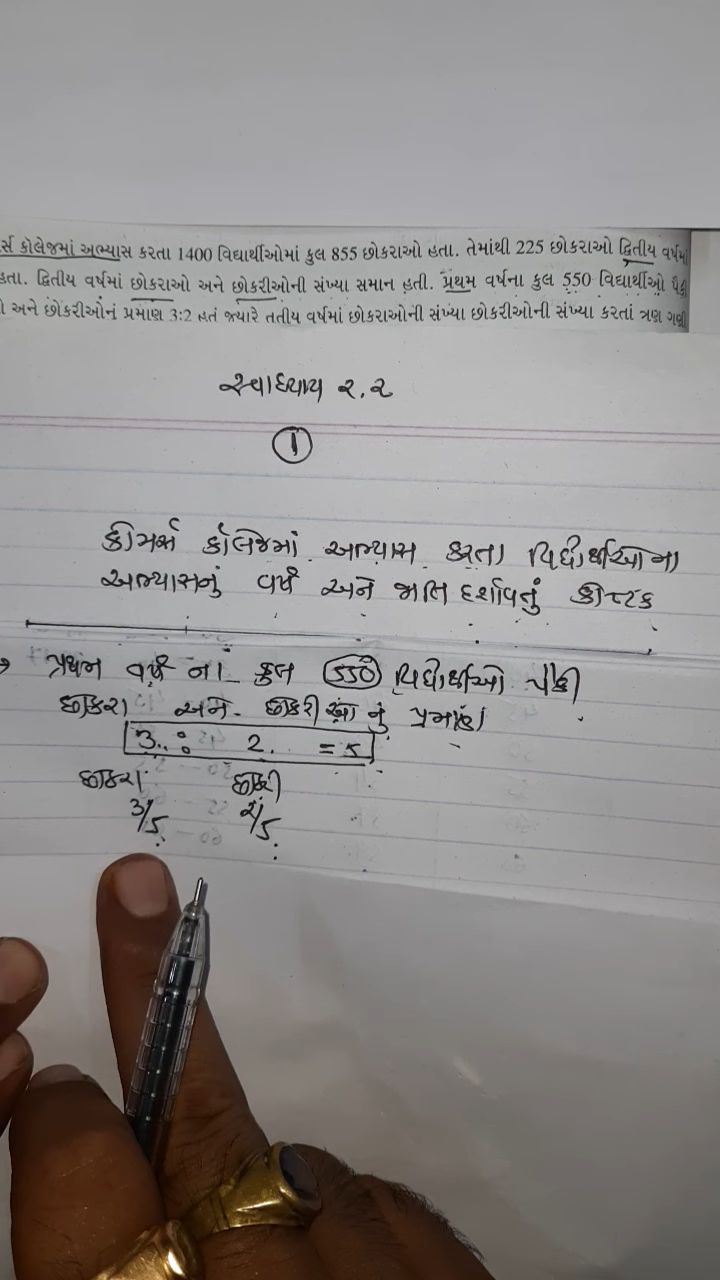 ર્સ કોલેજમાં અભ્યાસ કરતા 1400 વિદ્યાર્થીઓમાં કુલ 855 છોકરાઓ હતા. તેમાંથી 225 છોકરાઓ દ્વિતીય વર્ષમાં
હતા. દ્વિતીય વર્ષમાં છોકરાઓ અને છોકરીઓની સંખ્યા સમાન હતી. પ્રથમ વર્ષના કુલ 550 વિદ્યાર્થીઓ પૈકી
અને છોકરીઓનું પ્રમાણ 3:2 હતું જ્યારે તૃતીય વર્ષમાં છોકરાઓની સંખ્યા છોકરીઓની સંખ્યા કરતાં ત્રણ ગણી
સ્વાધ્યાય ૨.૨
1
કોમર્સ કોલેજમાં અભ્યાસ કરતા વિદ્યાર્થીઓના
અભ્યાસનું વર્ષ અને જાતિ દર્શાવતું કોષ્ટક
પ્રથમ વર્ષ ના કુલ 550 વિદ્યાર્થીઓ પૈકી
છોકરા અને છોકરીઓ નું પ્રમાણ
3 : 2 = 5
છોકરા છોકરી
3/5 2/5